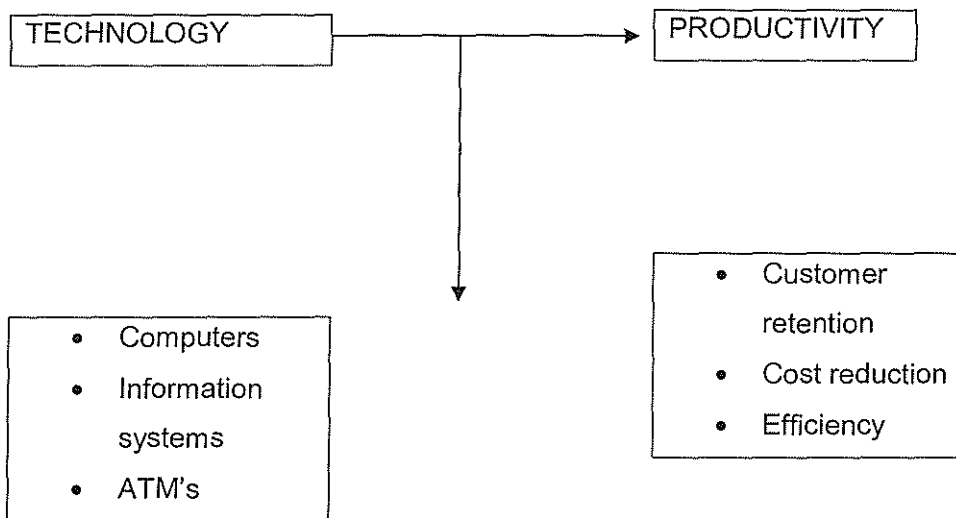 TECHNOLOGY
PRODUCTIVITY
• Customer
retention
• Cost reduction
• Efficiency
• Computers
• Information
systems
• ATM's